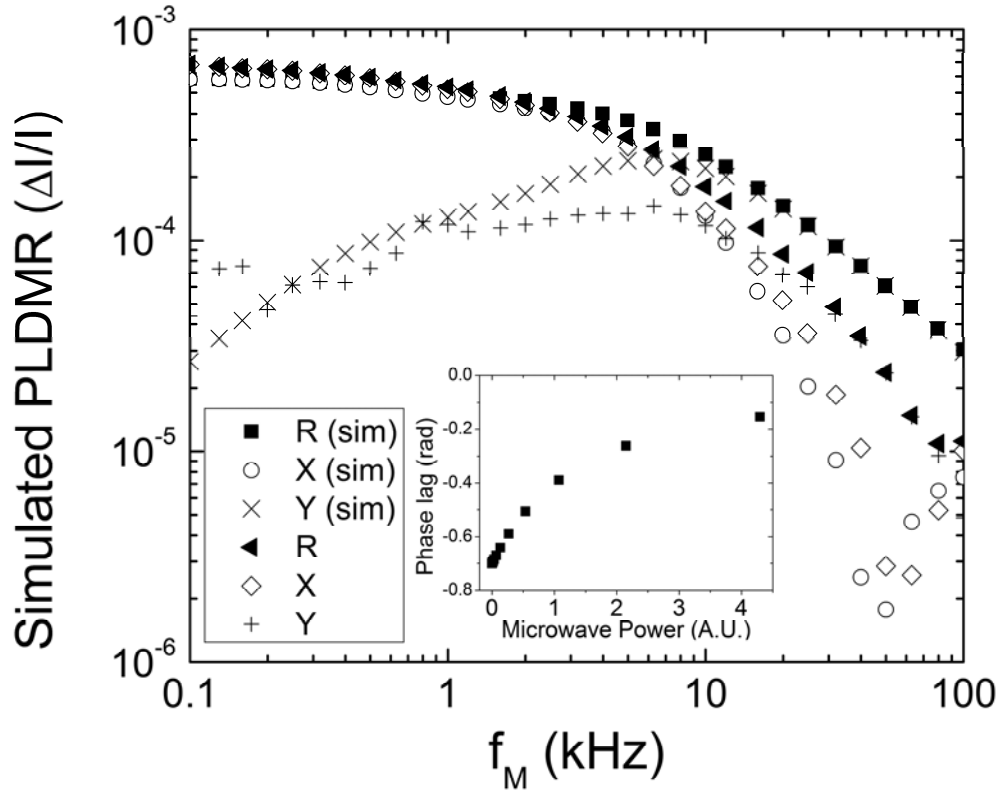 Simulated PLDMR (ΔI/I)
10⁻³
10⁻⁴
10⁻⁵
10⁻⁶
R (sim)
X (sim)
Y (sim)
R
X
Y
Phase lag (rad)
0.0
-0.2
-0.4
-0.6
-0.8
0 1 2 3 4
Microwave Power (A.U.)
0.1 1 10 100
f_M (kHz)